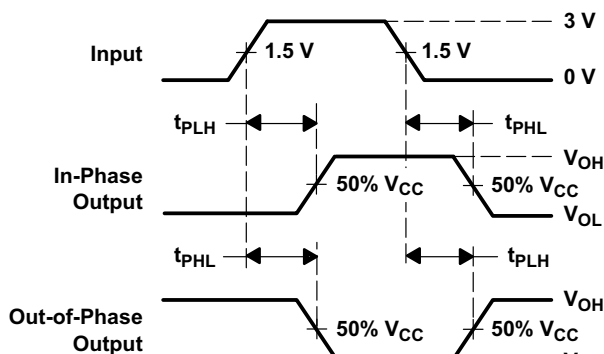 3 V
Input
1.5 V
1.5 V
0 V
tPLH
tPHL
VOH
In-Phase
Output
50% VCC
50% VCC
VOL
tPHL
tPLH
VOH
Out-of-Phase
Output
50% VCC
50% VCC